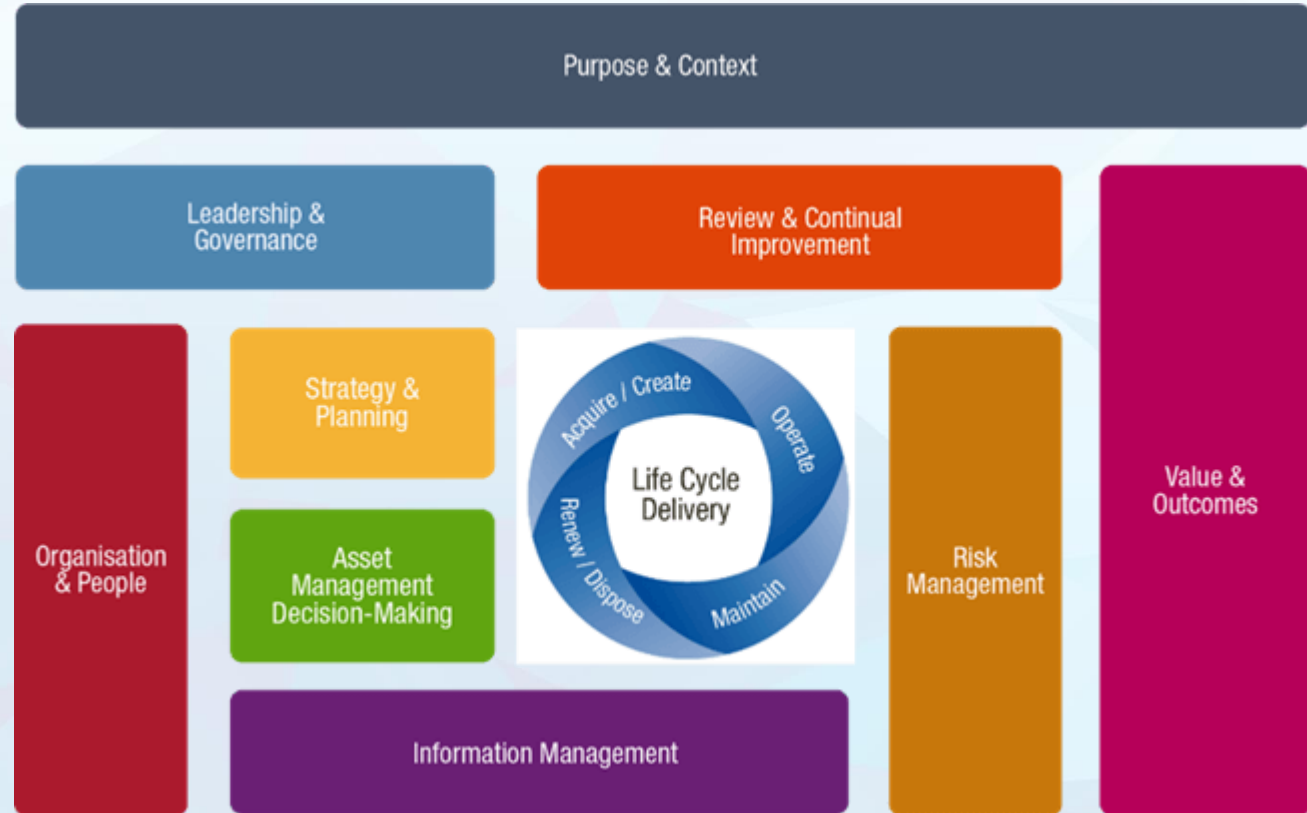 Purpose & Context
Leadership &
Governance
Review & Continual
Improvement
Strategy &
Planning
Acquire / Create
Operate
Life Cycle
Delivery
Renew / Dispose
Maintain
Value &
Outcomes
Organisation
& People
Asset
Management
Decision-Making
Risk
Management
Information Management